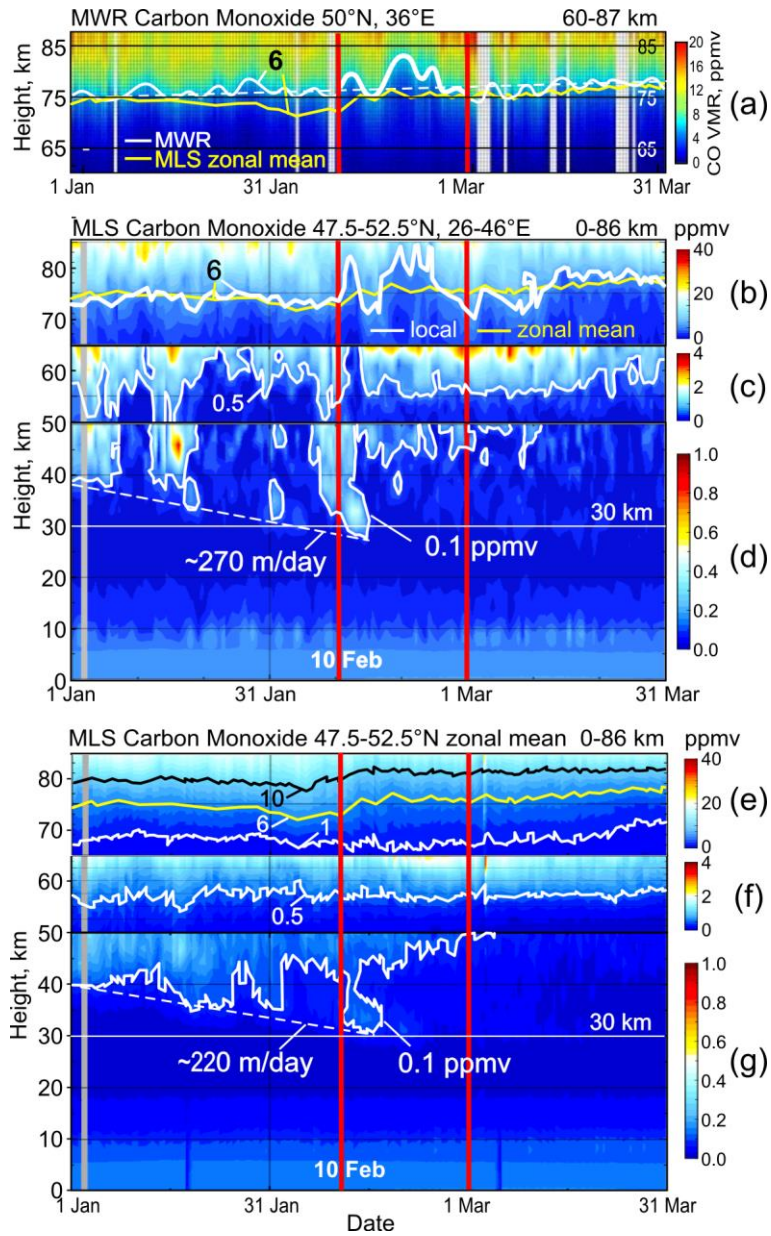 MWR Carbon Monoxide 50°N, 36°E 60-87 km
Height, km
85
75
65
6
85
75
65
MWR
MLS zonal mean
1 Jan 31 Jan 1 Mar 31 Mar
20
16
12
8
4
0
CO VMR, ppmv
(a)
MLS Carbon Monoxide 47.5-52.5°N, 26-46°E 0-86 km ppmv
Height, km
80
70
6
local zonal mean
40
20
0
(b)
60
50
0.5
4
2
0
(c)
Height, km
40
30
20
10
0
30 km
~270 m/day
0.1 ppmv
10 Feb
1.0
0.8
0.6
0.4
0.2
0.0
(d)
1 Jan 31 Jan 1 Mar 31 Mar
MLS Carbon Monoxide 47.5-52.5°N zonal mean 0-86 km ppmv
80
70
10
6
1
40
20
0
(e)
60
50
0.5
4
2
0
(f)
Height, km
40
30
20
10
0
30 km
~220 m/day
0.1 ppmv
10 Feb
1.0
0.8
0.6
0.4
0.2
0.0
(g)
1 Jan 31 Jan 1 Mar 31 Mar
Date